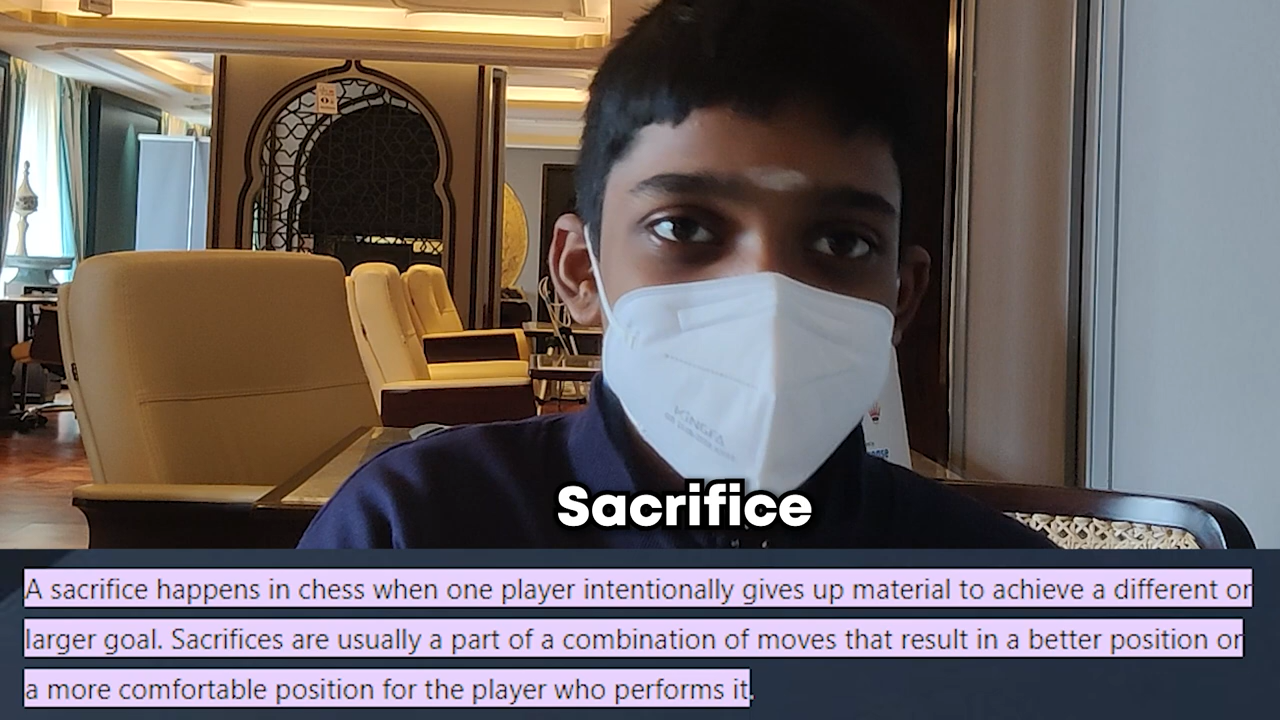 KINGFA
Sacrifice
A sacrifice happens in chess when one player intentionally gives up material to achieve a different or
larger goal. Sacrifices are usually a part of a combination of moves that result in a better position or
a more comfortable position for the player who performs it.